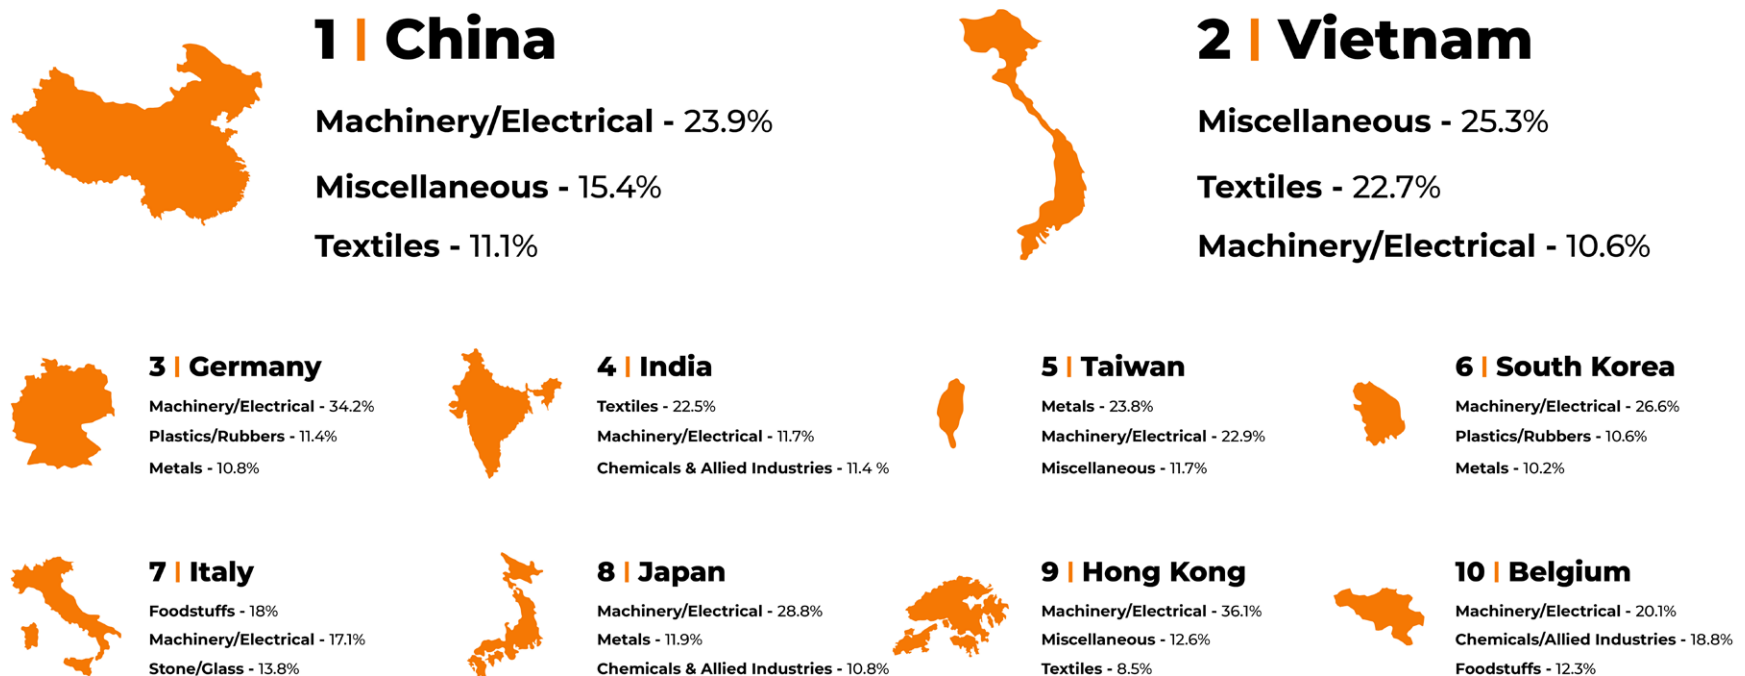 1 | China
Machinery/Electrical - 23.9%
Miscellaneous - 15.4%
Textiles - 11.1%
2 | Vietnam
Miscellaneous - 25.3%
Textiles - 22.7%
Machinery/Electrical - 10.6%
3 | Germany
Machinery/Electrical - 34.2%
Plastics/Rubbers - 11.4%
Metals - 10.8%
4 | India
Textiles - 22.5%
Machinery/Electrical - 11.7%
Chemicals & Allied Industries - 11.4 %
5 | Taiwan
Metals - 23.8%
Machinery/Electrical - 22.9%
Miscellaneous - 11.7%
6 | South Korea
Machinery/Electrical - 26.6%
Plastics/Rubbers - 10.6%
Metals - 10.2%
7 | Italy
Foodstuffs - 18%
Machinery/Electrical - 17.1%
Stone/Glass - 13.8%
8 | Japan
Machinery/Electrical - 28.8%
Metals - 11.9%
Chemicals & Allied Industries - 10.8%
9 | Hong Kong
Machinery/Electrical - 36.1%
Miscellaneous - 12.6%
Textiles - 8.5%
10 | Belgium
Machinery/Electrical - 20.1%
Chemicals/Allied Industries - 18.8%
Foodstuffs - 12.3%